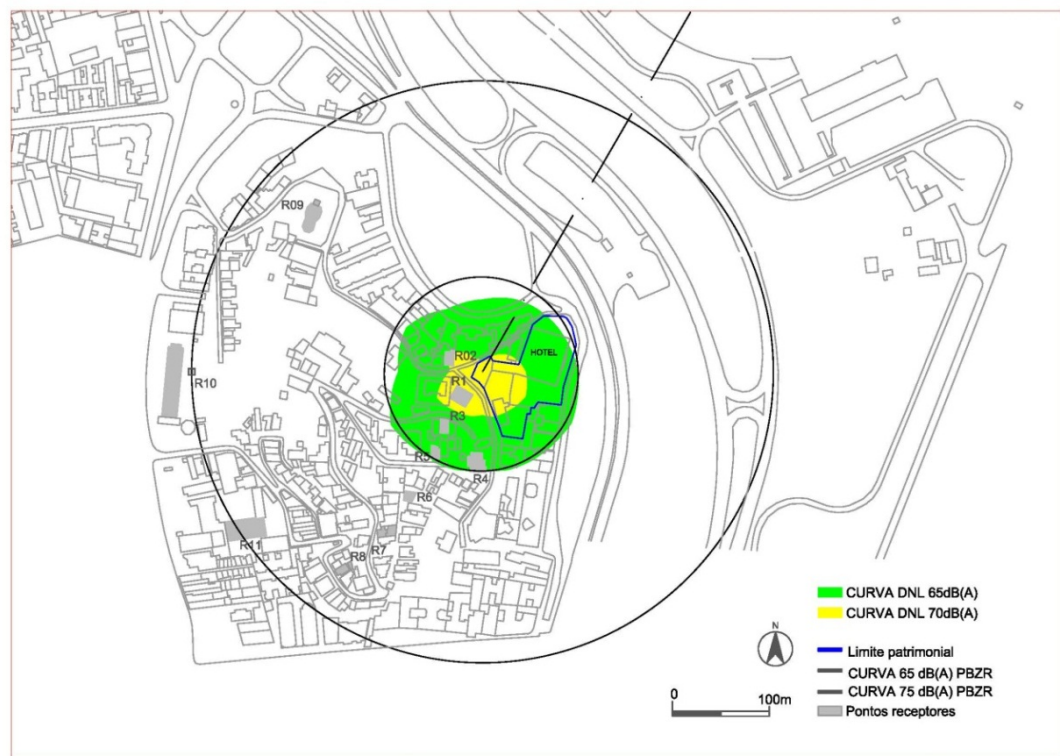 R09
R02
HOTEL
R1
R10
R3
R5
R4
R6
R11
R7
R8
CURVA DNL 65dB(A)
CURVA DNL 70dB(A)
N
Limite patrimonial
CURVA 65 dB(A) PBZR
CURVA 75 dB(A) PBZR
0 100m
Pontos receptores